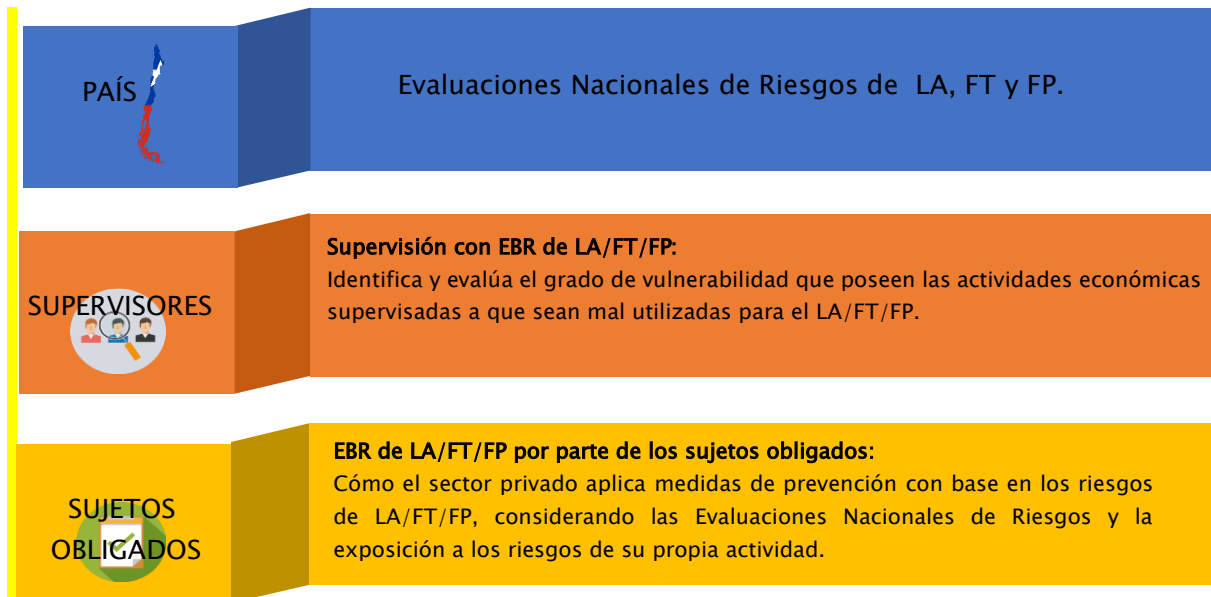 PAÍS
Evaluaciones Nacionales de Riesgos de LA, FT y FP.
SUPERVISORES
Supervisión con EBR de LA/FT/FP:
Identifica y evalúa el grado de vulnerabilidad que poseen las actividades económicas
supervisadas a que sean mal utilizadas para el LA/FT/FP.
SUJETOS
OBLIGADOS
EBR de LA/FT/FP por parte de los sujetos obligados:
Cómo el sector privado aplica medidas de prevención con base en los riesgos
de LA/FT/FP, considerando las Evaluaciones Nacionales de Riesgos y la
exposición a los riesgos de su propia actividad.